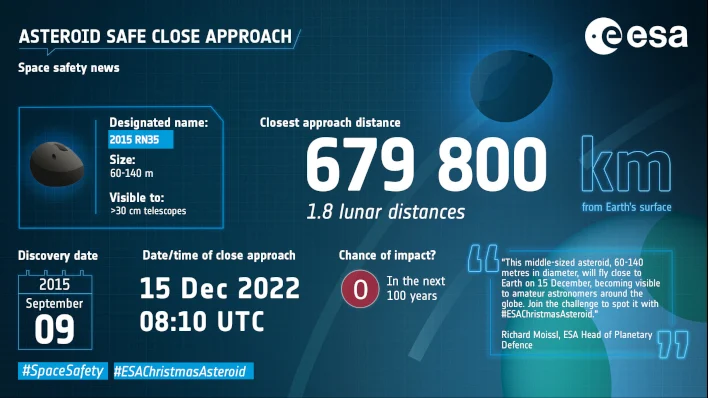 ASTEROID SAFE CLOSE APPROACH
esa
Space safety news
Designated name:
2015 RN35
Size:
60-140 m
Visible to:
>30 cm telescopes
Closest approach distance
679 800 km
1.8 lunar distances
from Earth's surface
Discovery date
2015
September
09
Date/time of close approach
15 Dec 2022
08:10 UTC
Chance of impact?
0
In the next
100 years
"This middle-sized asteroid, 60-140
metres in diameter, will fly close to
Earth on 15 December, becoming visible
to amateur astronomers around the
globe. Join the challenge to spot it with
#ESAChristmasAsteroid."
Richard Moissl, ESA Head of Planetary
Defence
#SpaceSafety #ESAChristmasAsteroid